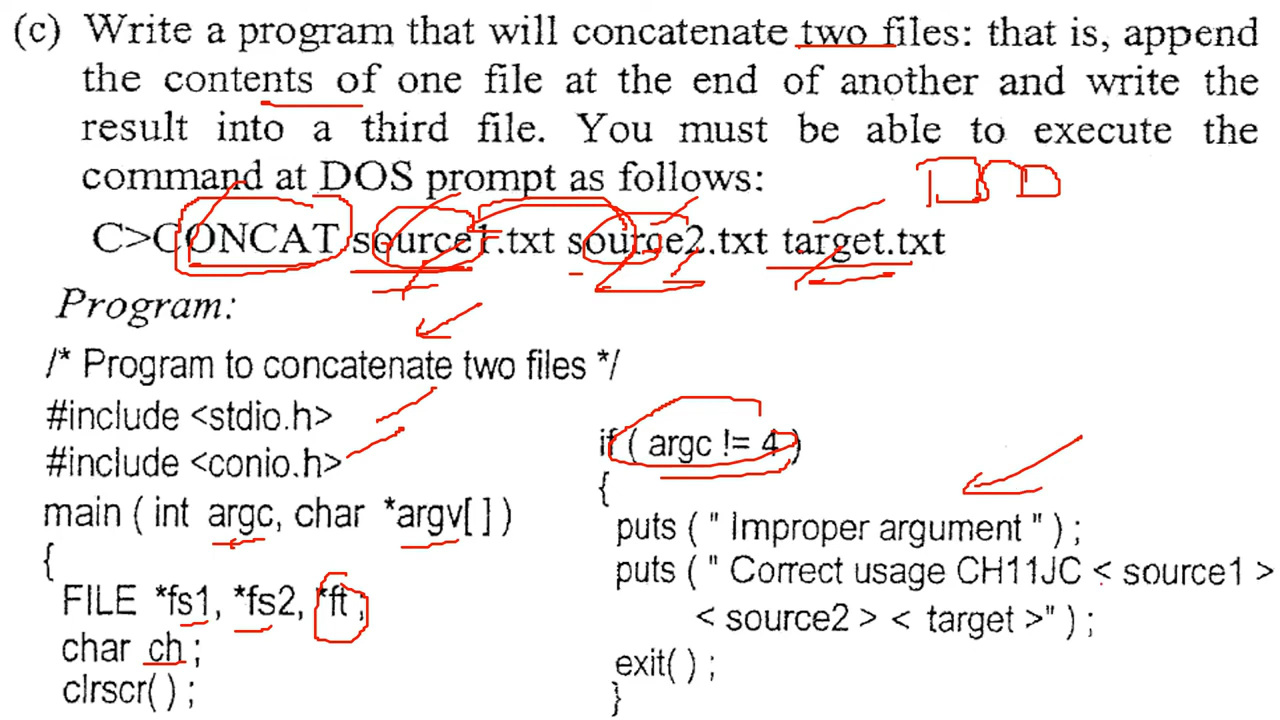 (c) Write a program that will concatenate two files: that is, append
the contents of one file at the end of another and write the
result into a third file. You must be able to execute the
command at DOS prompt as follows:
C>CONCAT source1.txt source2.txt target.txt
Program:
/* Program to concatenate two files */
#include <stdio.h>
#include <conio.h>
main ( int argc, char *argv[ ] )
{
FILE *fs1, *fs2, *ft ;
char ch ;
clrscr( ) ;
if ( argc != 4 )
{
puts ( " Improper argument " ) ;
puts ( " Correct usage CH11JC < source1 >
< source2 > < target >" ) ;
exit( ) ;
}